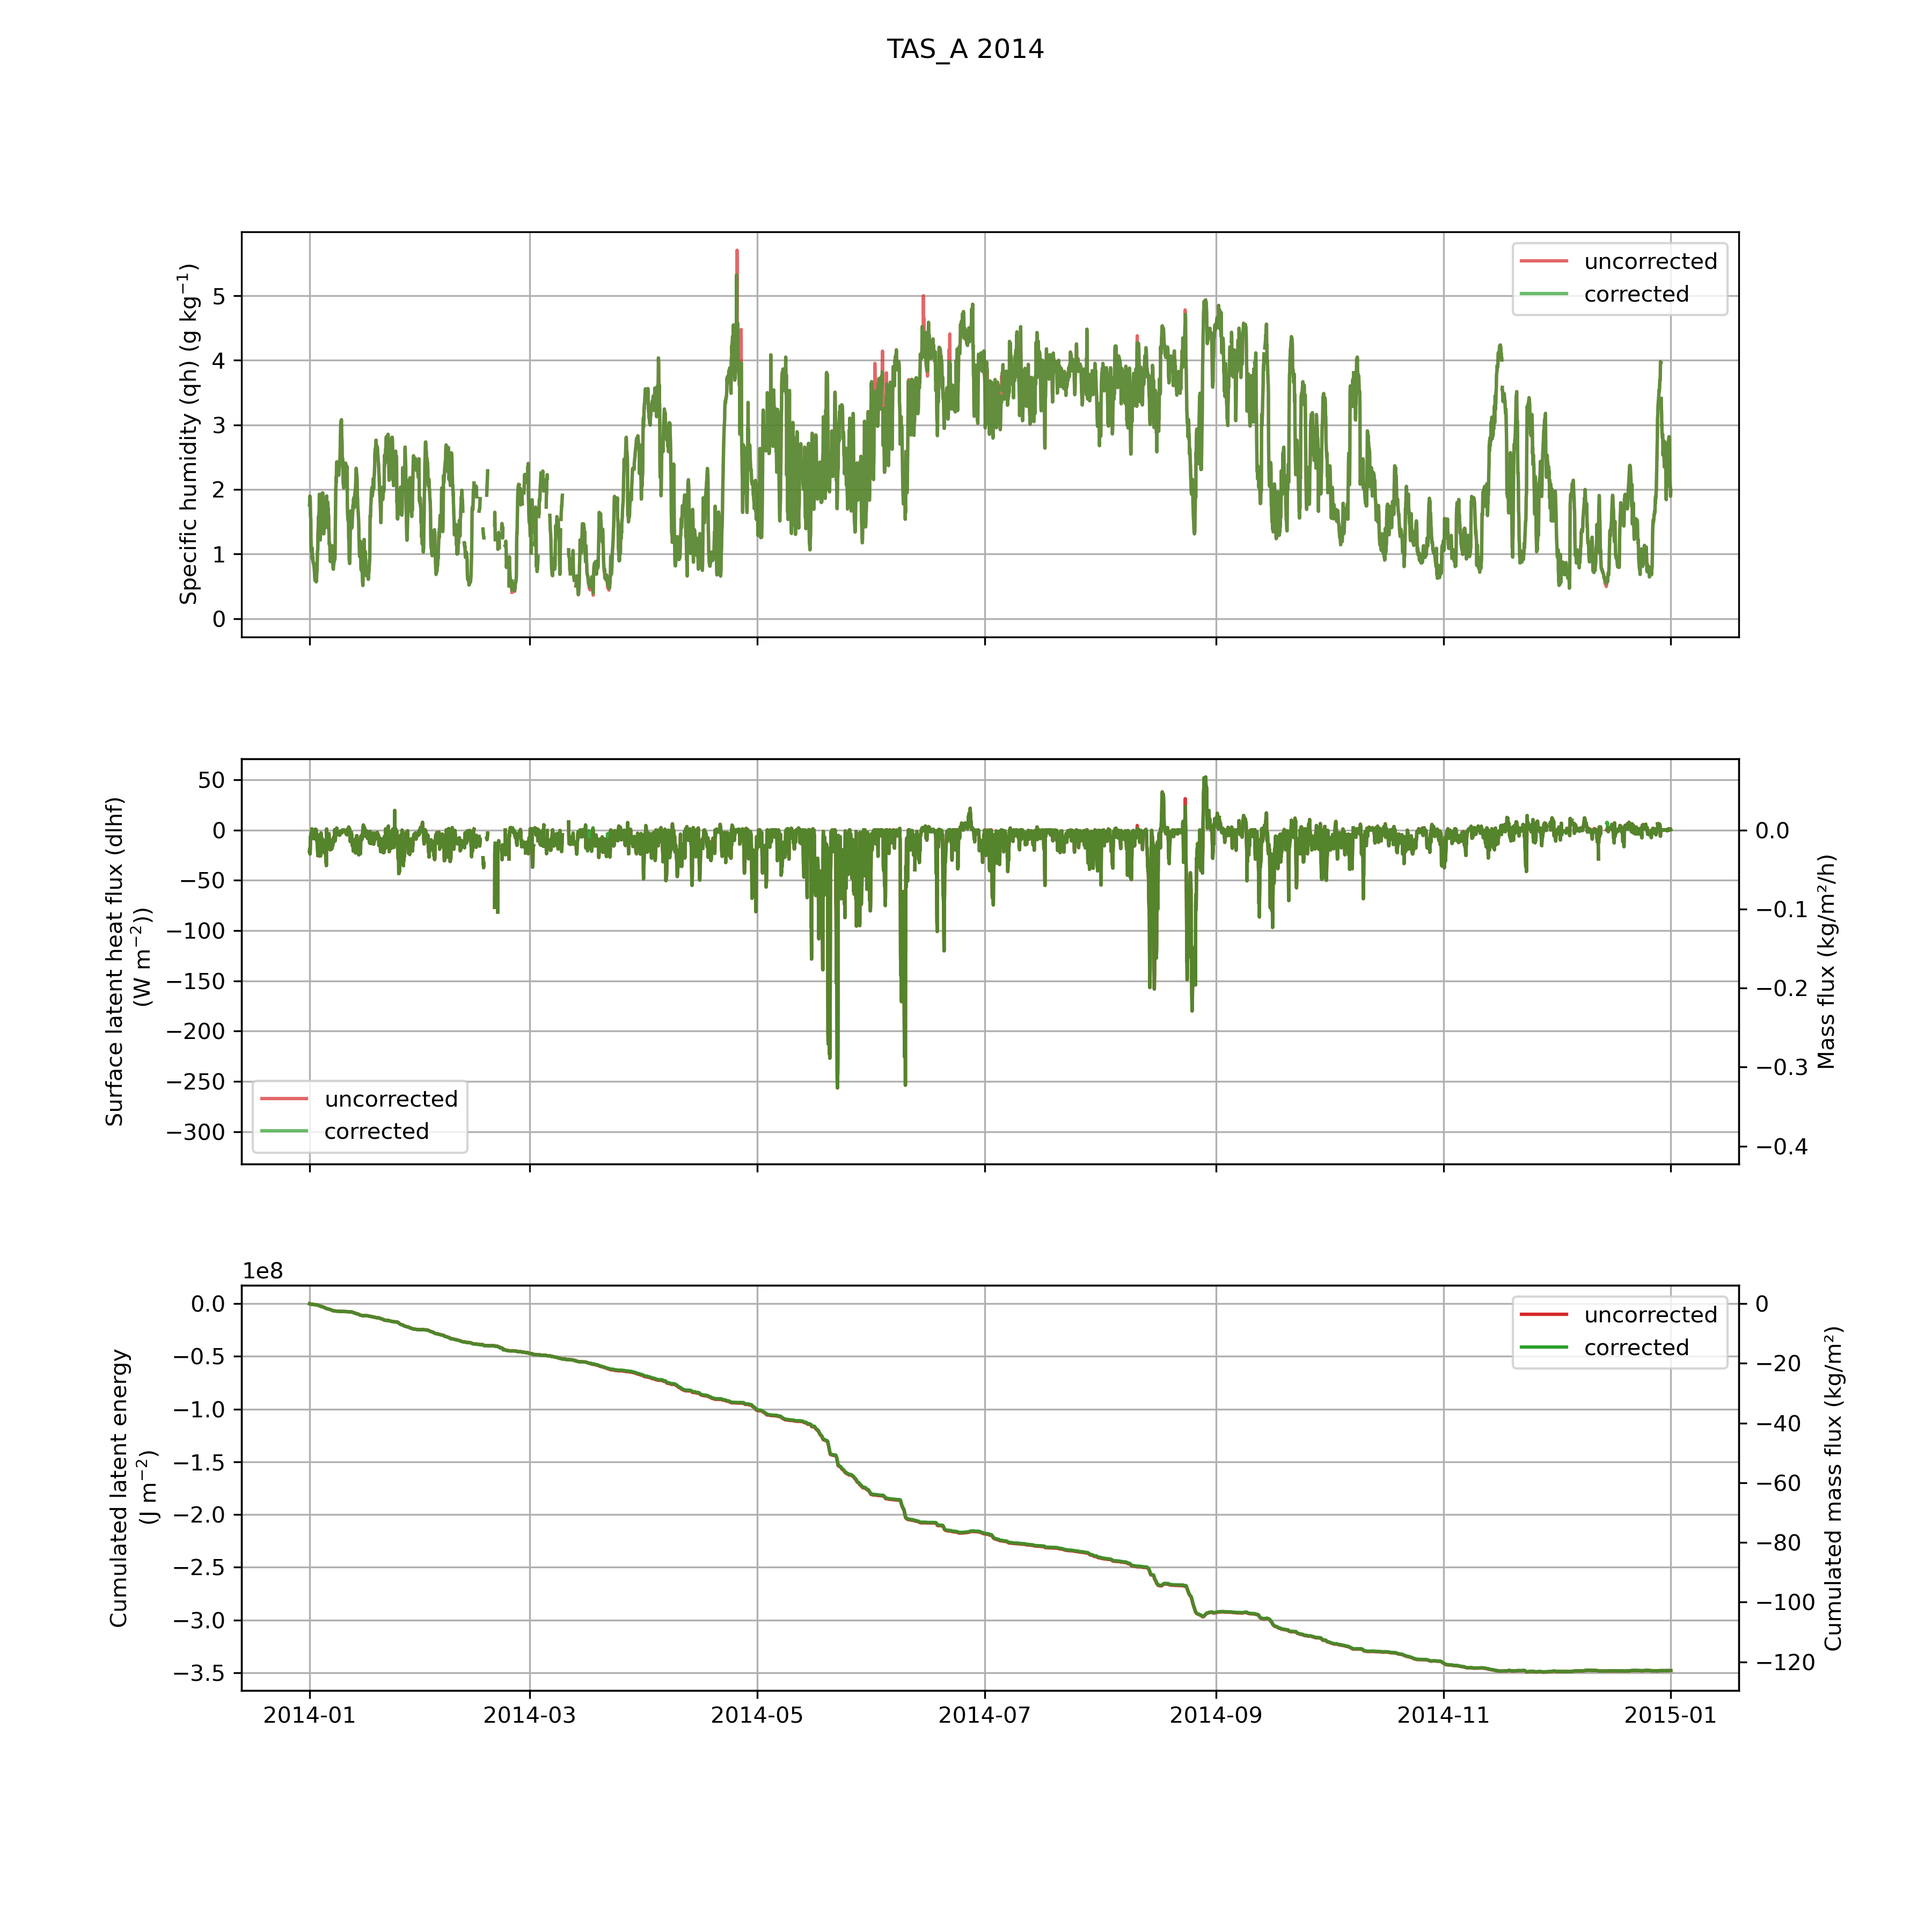 TAS_A 2014
Specific humidity (qh) (g kg⁻¹)
5
4
3
2
1
0
uncorrected
corrected
Surface latent heat flux (dlhf)
(W m⁻²))
50
0
−50
−100
−150
−200
−250
−300
uncorrected
corrected
0.0
−0.1
−0.2
−0.3
−0.4
Mass flux (kg/m²/h)
1e8
Cumulated latent energy
(J m⁻²)
0.0
−0.5
−1.0
−1.5
−2.0
−2.5
−3.0
−3.5
uncorrected
corrected
0
−20
−40
−60
−80
−100
−120
Cumulated mass flux (kg/m²)
2014-01 2014-03 2014-05 2014-07 2014-09 2014-11 2015-01